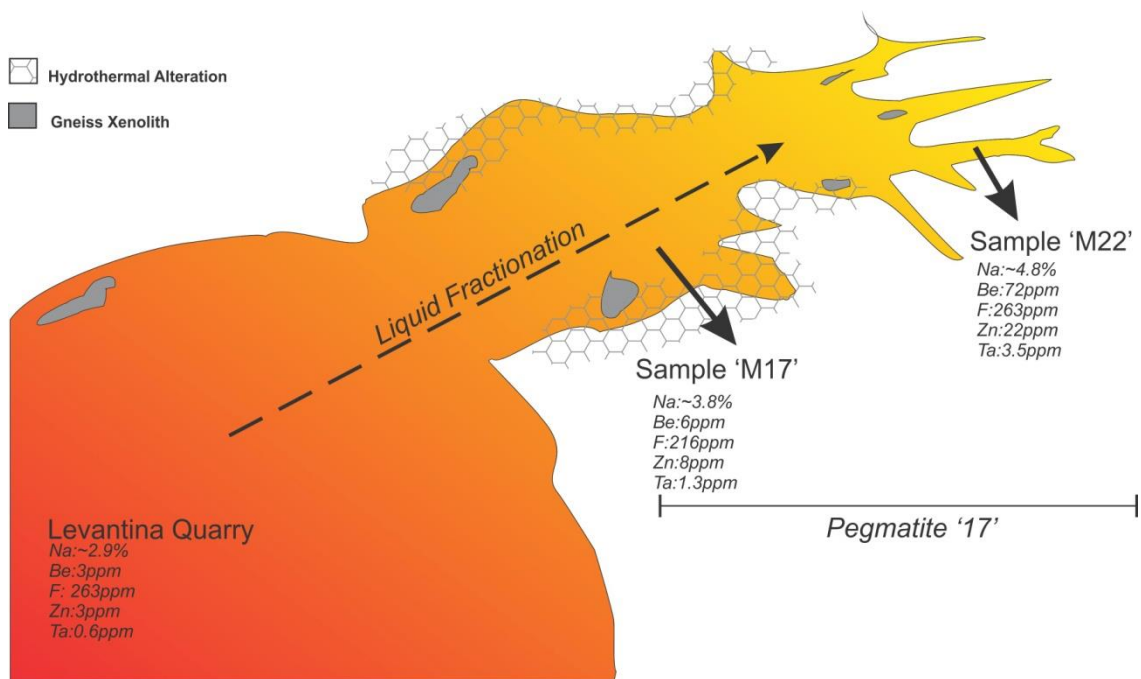 Hydrothermal Alteration
Gneiss Xenolith
Liquid Fractionation
Sample ‘M22’
Na:~4.8%
Be:72ppm
F:263ppm
Zn:22ppm
Ta:3.5ppm
Sample ‘M17’
Na:~3.8%
Be:6ppm
F:216ppm
Zn:8ppm
Ta:1.3ppm
Pegmatite ‘17’
Levantina Quarry
Na:~2.9%
Be:3ppm
F: 263ppm
Zn:3ppm
Ta:0.6ppm